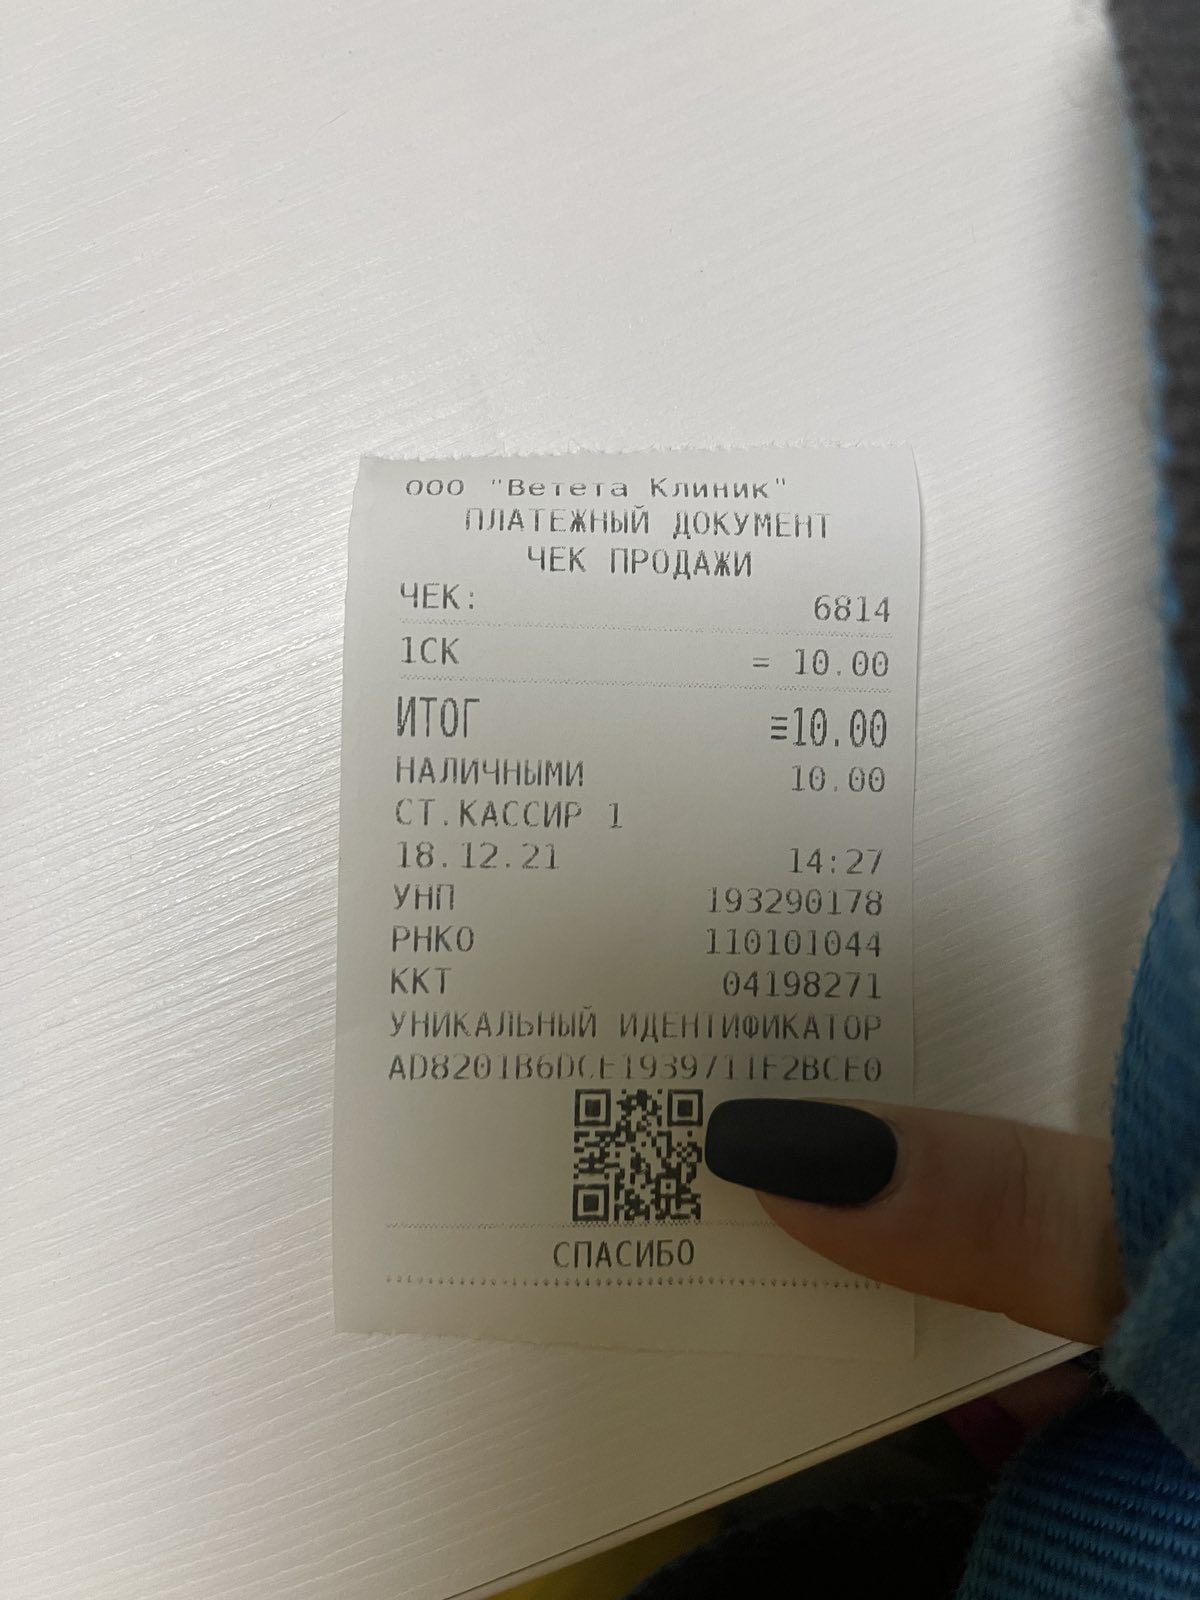 ООО "Ветета Клиник"
ПЛАТЕЖНЫЙ ДОКУМЕНТ
ЧЕК ПРОДАЖИ
ЧЕК: 6814
1СК = 10.00
ИТОГ ≡10.00
НАЛИЧНЫМИ 10.00
СТ.КАССИР 1
18.12.21 14:27
УНП 193290178
РНКО 110101044
ККТ 04198271
УНИКАЛЬНЫЙ ИДЕНТИФИКАТОР
СПАСИБО